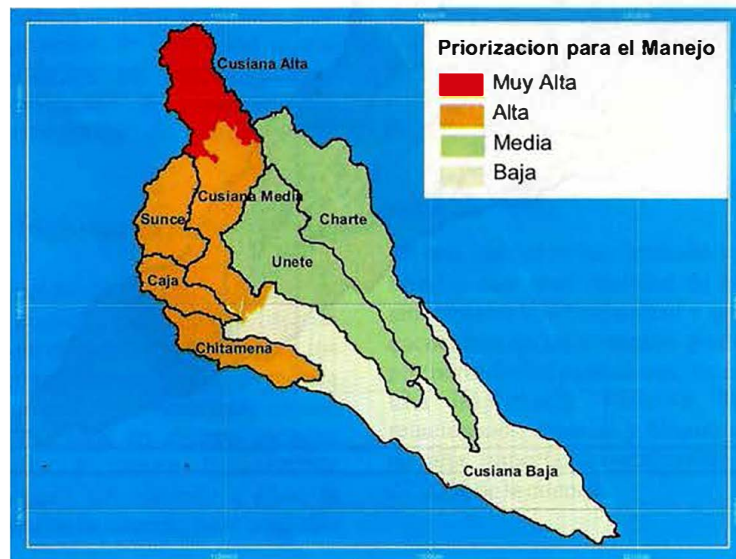 Priorizacion para el Manejo
Muy Alta
Alta
Media
Baja
Cusiana Alta
Cusiana Media
Sunce
Charte
Unete
Caja
Chitamena
Cusiana Baja